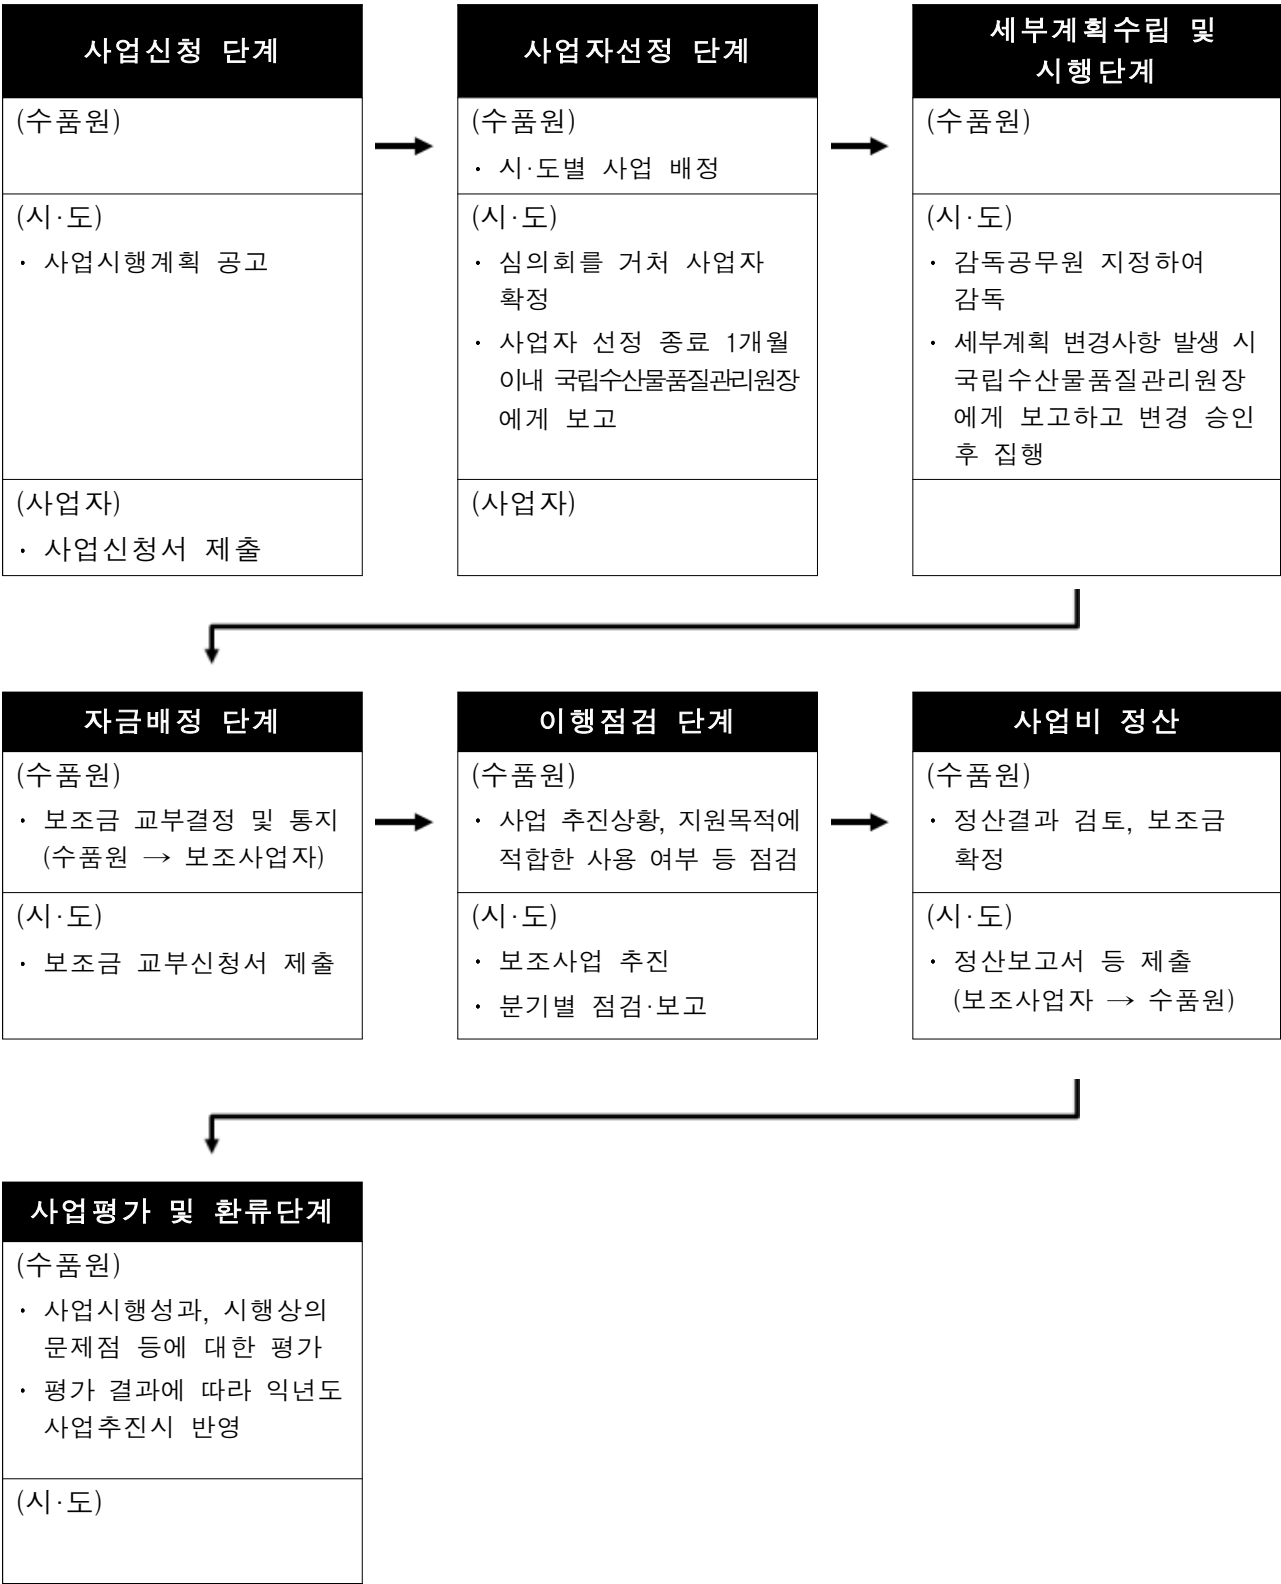 사업신청 단계
(수품원)
(시·도)
· 사업시행계획 공고
(사업자)
· 사업신청서 제출
사업자선정 단계
(수품원)
· 시·도별 사업 배정
(시·도)
· 심의회를 거처 사업자
확정
· 사업자 선정 종료 1개월
이내 국립수산물품질관리원장
에게 보고
(사업자)
세부계획수립 및
시행단계
(수품원)
(시·도)
· 감독공무원 지정하여
감독
· 세부계획 변경사항 발생 시
국립수산물품질관리원장
에게 보고하고 변경 승인
후 집행
자금배정 단계
(수품원)
· 보조금 교부결정 및 통지
(수품원 → 보조사업자)
(시·도)
· 보조금 교부신청서 제출
이행점검 단계
(수품원)
· 사업 추진상황, 지원목적에
적합한 사용 여부 등 점검
(시·도)
· 보조사업 추진
· 분기별 점검·보고
사업비 정산
(수품원)
· 정산결과 검토, 보조금
확정
(시·도)
· 정산보고서 등 제출
(보조사업자 → 수품원)
사업평가 및 환류단계
(수품원)
· 사업시행성과, 시행상의
문제점 등에 대한 평가
· 평가 결과에 따라 익년도
사업추진시 반영
(시·도)